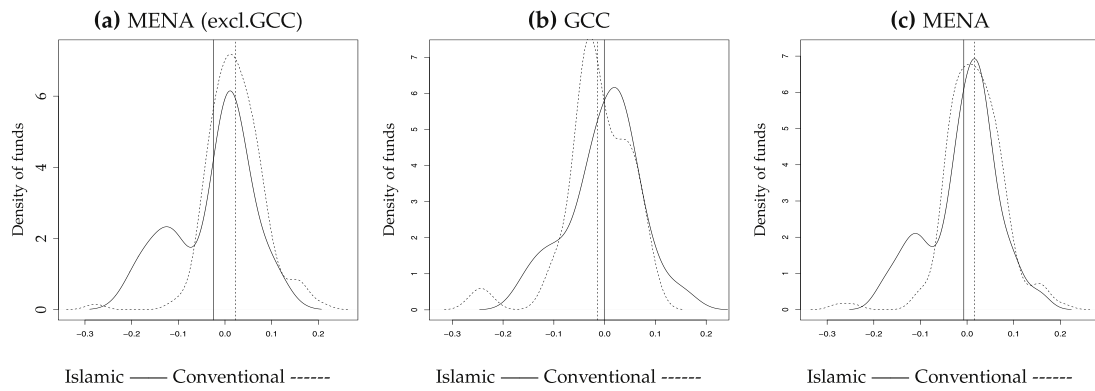 (a) MENA (excl.GCC)
Density of funds
6
4
2
0
−0.3 −0.2 −0.1 0.0 0.1 0.2
Islamic —— Conventional ------
(b) GCC
Density of funds
7
6
5
4
3
2
1
0
−0.3 −0.2 −0.1 0.0 0.1 0.2
Islamic —— Conventional ------
(c) MENA
Density of funds
7
6
5
4
3
2
1
0
−0.3 −0.2 −0.1 0.0 0.1 0.2
Islamic —— Conventional ------